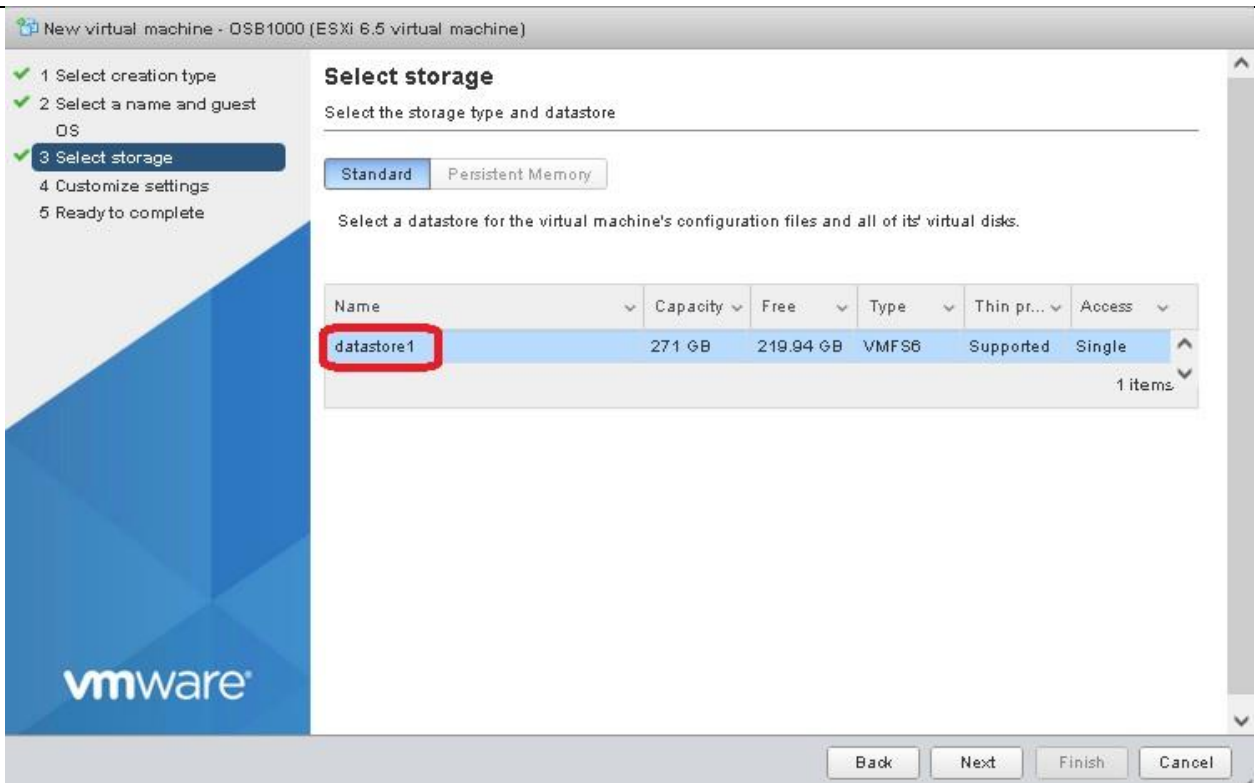 New virtual machine - OSB1000 (ESXi 6.5 virtual machine)
1 Select creation type
2 Select a name and guest
OS
3 Select storage
4 Customize settings
5 Ready to complete
Select storage
Select the storage type and datastore
Standard Persistent Memory
Select a datastore for the virtual machine's configuration files and all of its' virtual disks.
Name Capacity Free Type Thin pr... Access
datastore1 271 GB 219.94 GB VMFS6 Supported Single
1 items
vmware
Back Next Finish Cancel